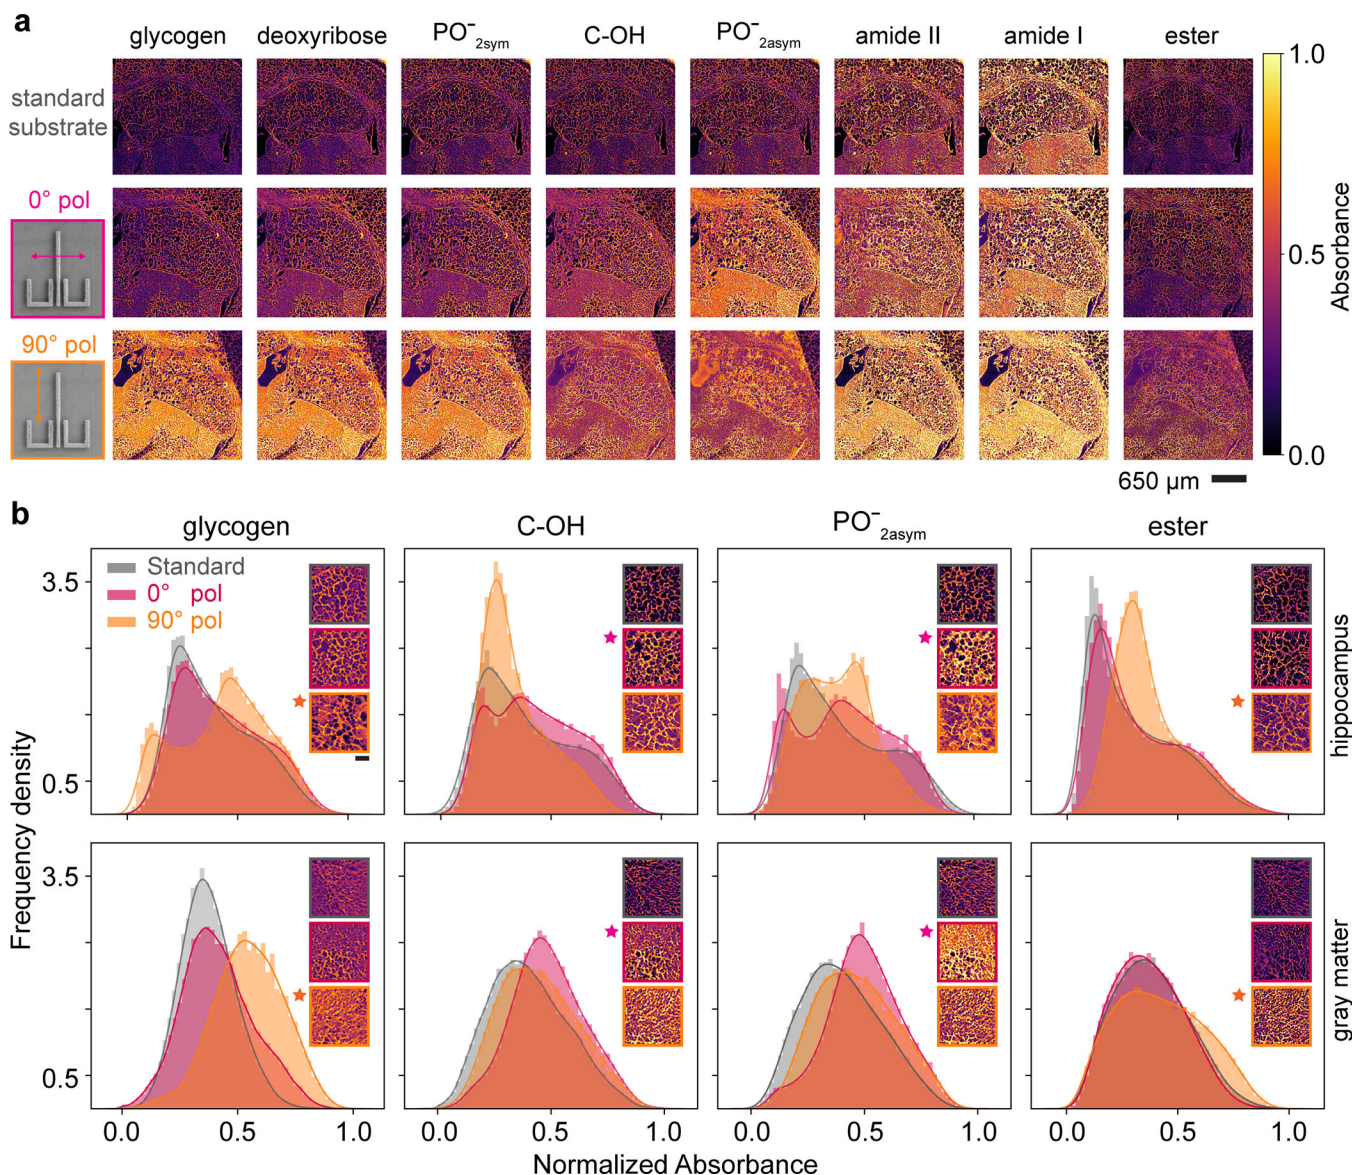 a
glycogen deoxyribose PO⁻2sym C-OH PO⁻2asym amide II amide I ester
standard
substrate
0° pol
90° pol
1.0
0.5
0.0
Absorbance
650 µm
b
glycogen C-OH PO⁻2asym ester
Standard
0° pol
90° pol
3.5
0.5
hippocampus
3.5
0.5
gray matter
Frequency density
0.0 0.5 1.0 0.0 0.5 1.0 0.0 0.5 1.0 0.0 0.5 1.0
Normalized Absorbance